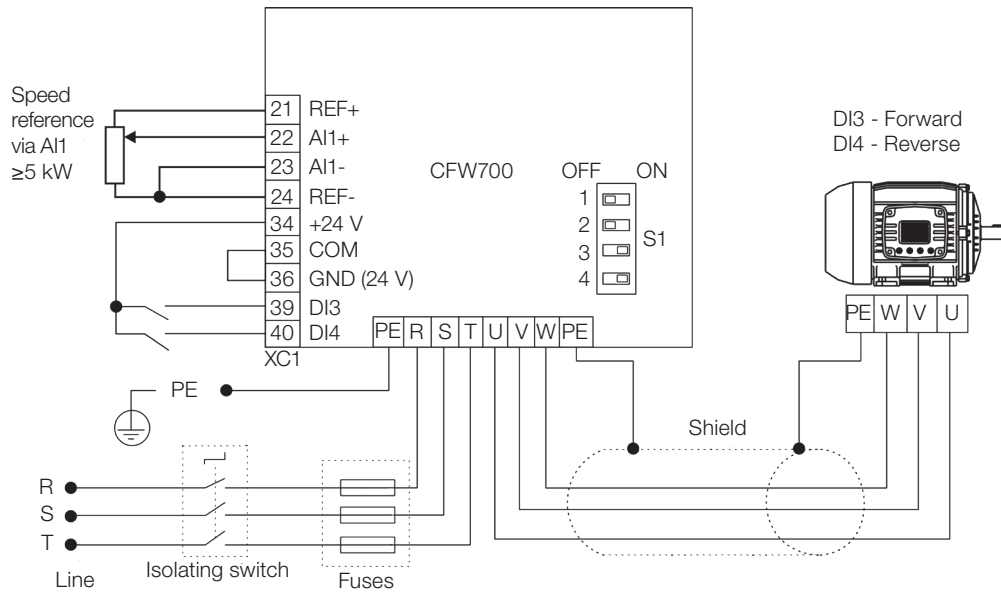 Speed
reference
via AI1
≥5 kW
21 REF+
22 AI1+
23 AI1-
24 REF-
34 +24 V
35 COM
36 GND (24 V)
39 DI3
40 DI4
XC1
CFW700
OFF ON
1
2
3
4
S1
DI3 - Forward
DI4 - Reverse
PE R S T U V W PE
PE W V U
PE
Shield
R
S
T
Line
Isolating switch
Fuses